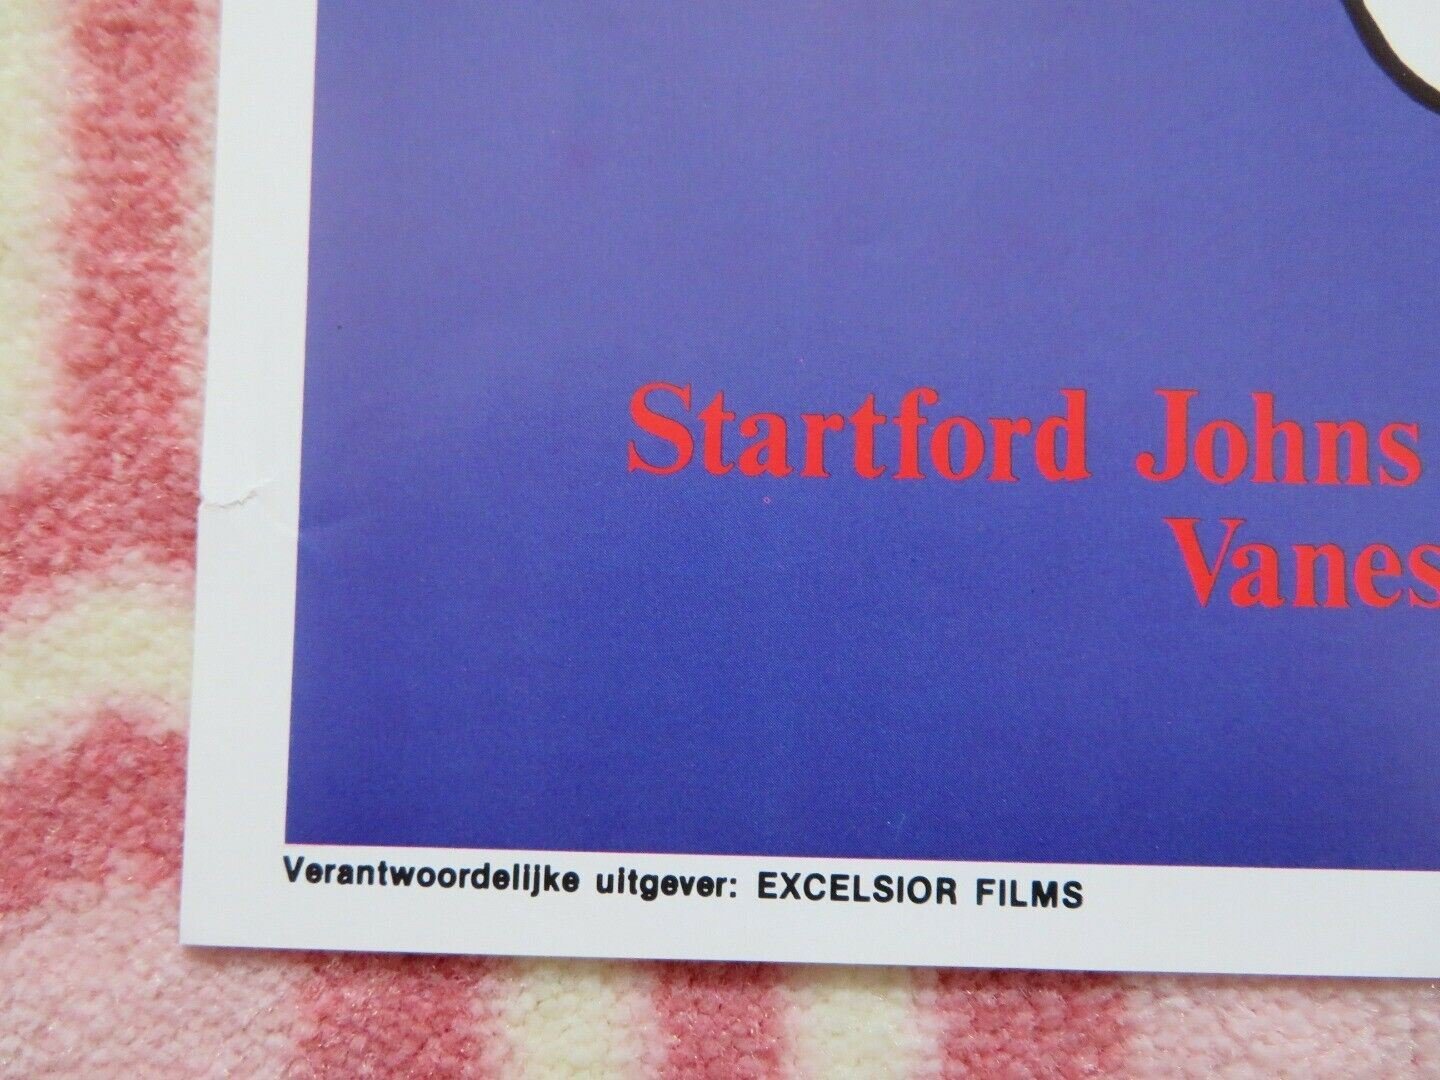 Startford Johns
Vanes
Verantwoordelijke uitgever: EXCELSIOR FILMS